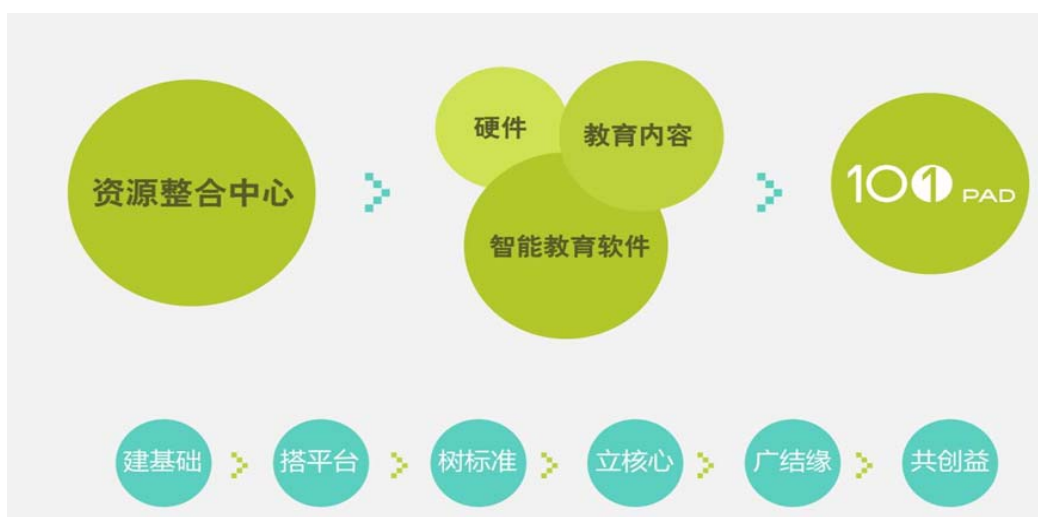 资源整合中心
硬件
教育内容
智能教育软件
101 PAD
建基础
搭平台
树标准
立核心
广结缘
共创益